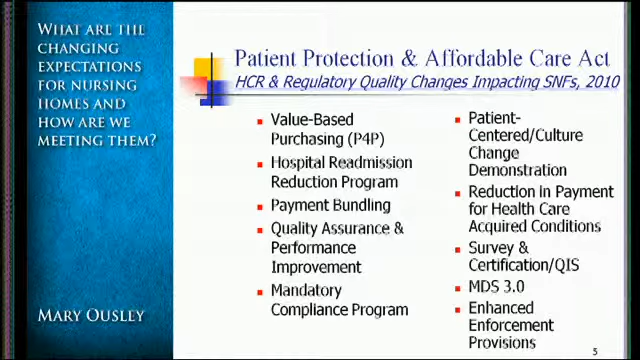 WHAT ARE THE
CHANGING
EXPECTATIONS
FOR NURSING
HOMES AND
HOW ARE WE
MEETING THEM?
MARY OUSLEY
Patient Protection & Affordable Care Act
HCR & Regulatory Quality Changes Impacting SNFs, 2010
Value-Based
Purchasing (P4P)
Hospital Readmission
Reduction Program
Payment Bundling
Quality Assurance &
Performance
Improvement
Mandatory
Compliance Program
Patient-
Centered/Culture
Change
Demonstration
Reduction in Payment
for Health Care
Acquired Conditions
Survey &
Certification/QIS
MDS 3.0
Enhanced
Enforcement
Provisions
5